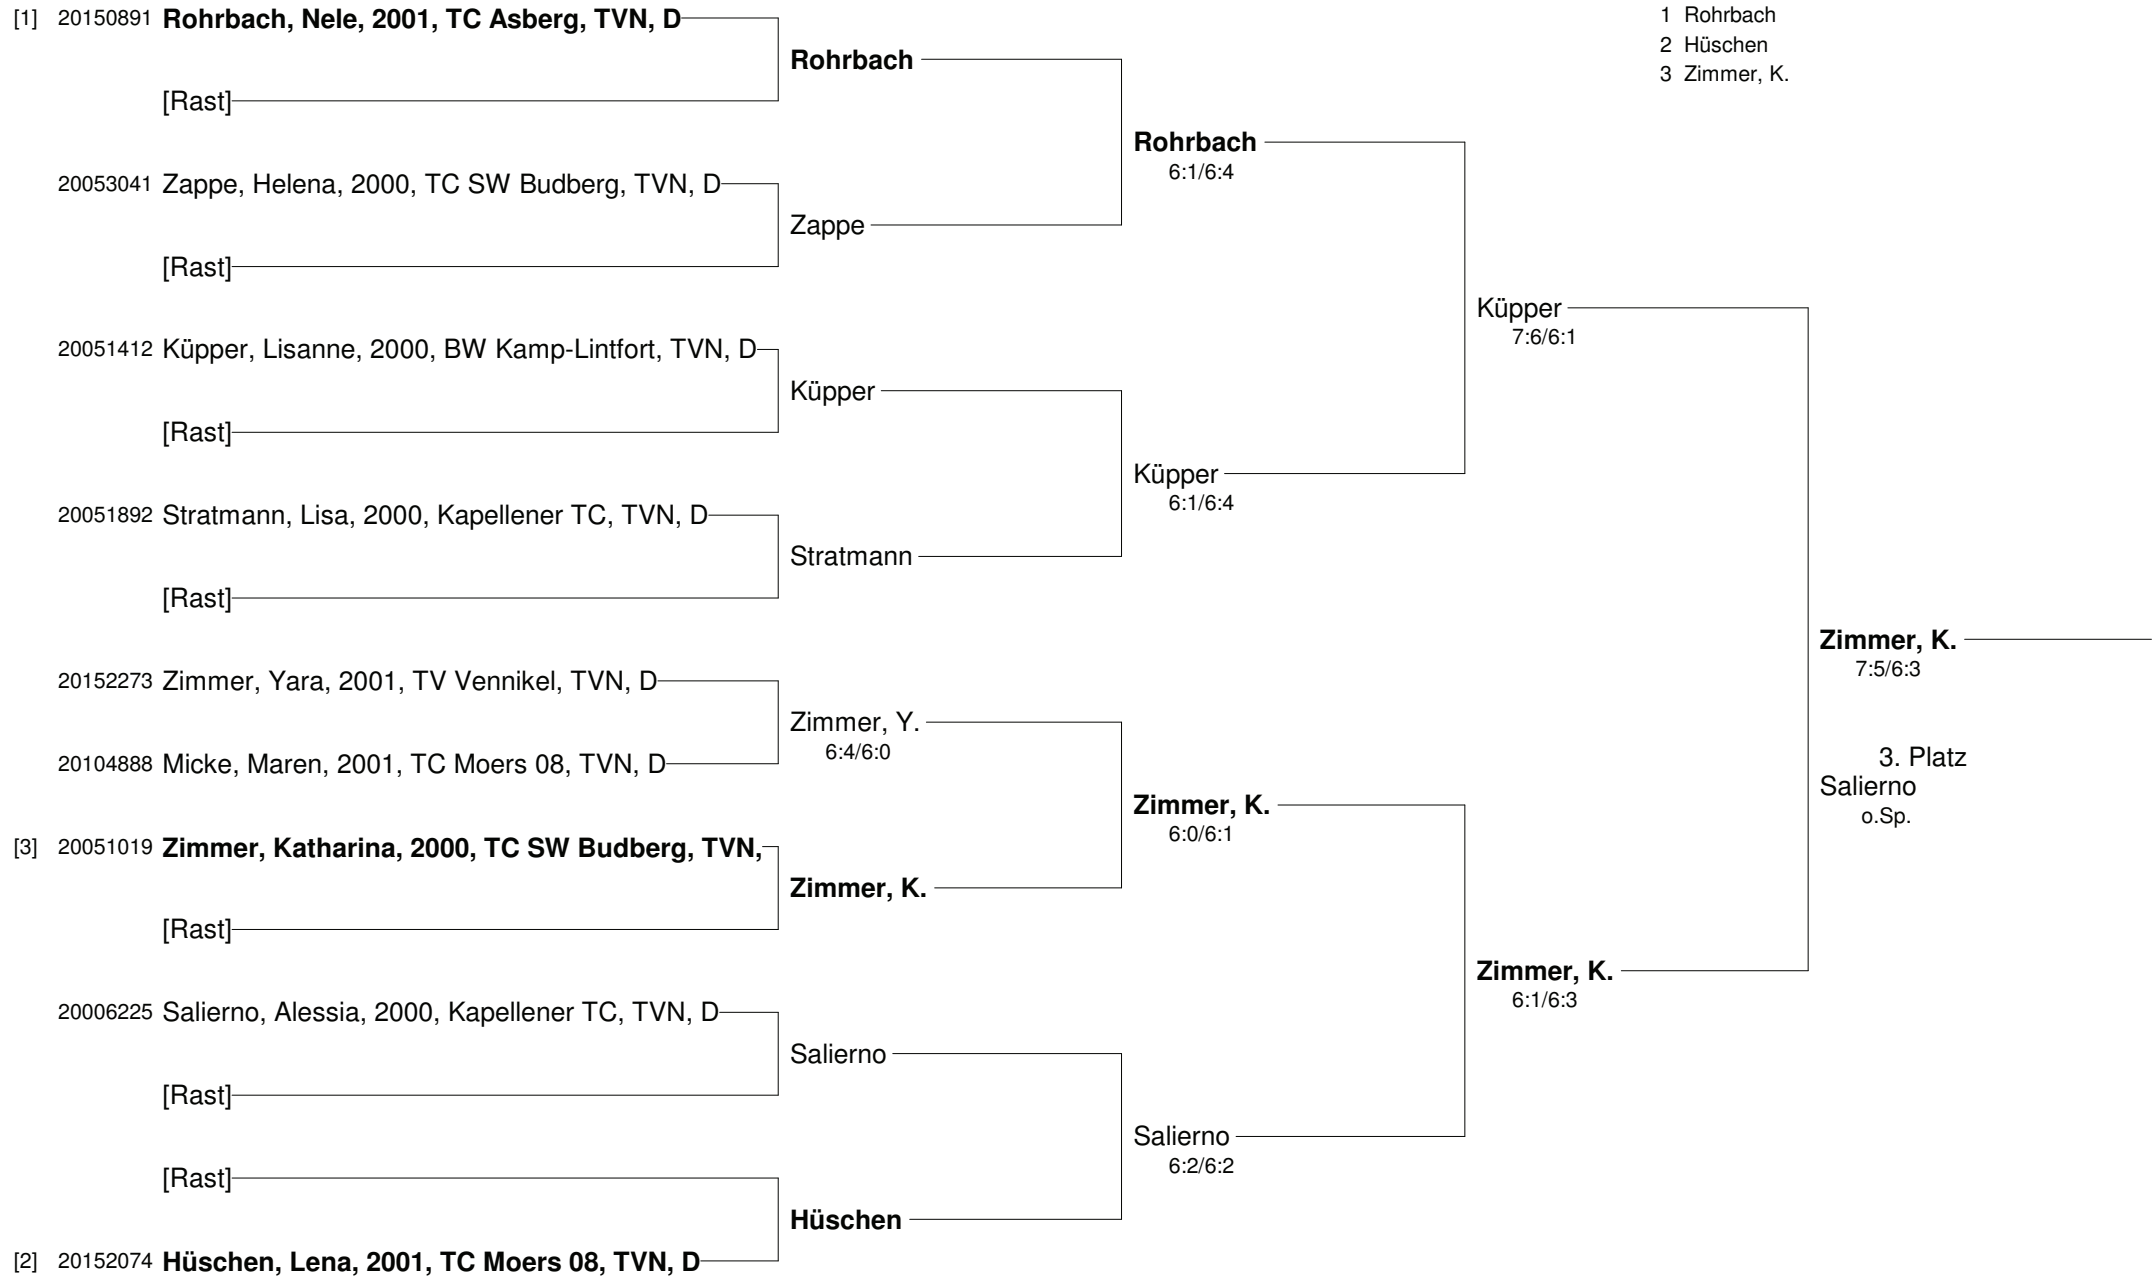 [1] 20150891 Rohrbach, Nele, 2001, TC Asberg, TVN, D
1 Rohrbach
2 Hüschen
3 Zimmer, K.
Rohrbach
[Rast]
Rohrbach
6:1/6:4
20053041 Zappe, Helena, 2000, TC SW Budberg, TVN, D
Zappe
[Rast]
Küpper
7:6/6:1
20051412 Küpper, Lisanne, 2000, BW Kamp-Lintfort, TVN, D
Küpper
[Rast]
Küpper
6:1/6:4
20051892 Stratmann, Lisa, 2000, Kapellener TC, TVN, D
Stratmann
[Rast]
Zimmer, K.
7:5/6:3
20152273 Zimmer, Yara, 2001, TV Vennikel, TVN, D
Zimmer, Y.
6:4/6:0
20104888 Micke, Maren, 2001, TC Moers 08, TVN, D
3. Platz
Salierno
o.Sp.
Zimmer, K.
6:0/6:1
[3] 20051019 Zimmer, Katharina, 2000, TC SW Budberg, TVN,
Zimmer, K.
[Rast]
Zimmer, K.
6:1/6:3
20006225 Salierno, Alessia, 2000, Kapellener TC, TVN, D
Salierno
[Rast]
Salierno
6:2/6:2
[Rast]
Hüschen
[2] 20152074 Hüschen, Lena, 2001, TC Moers 08, TVN, D